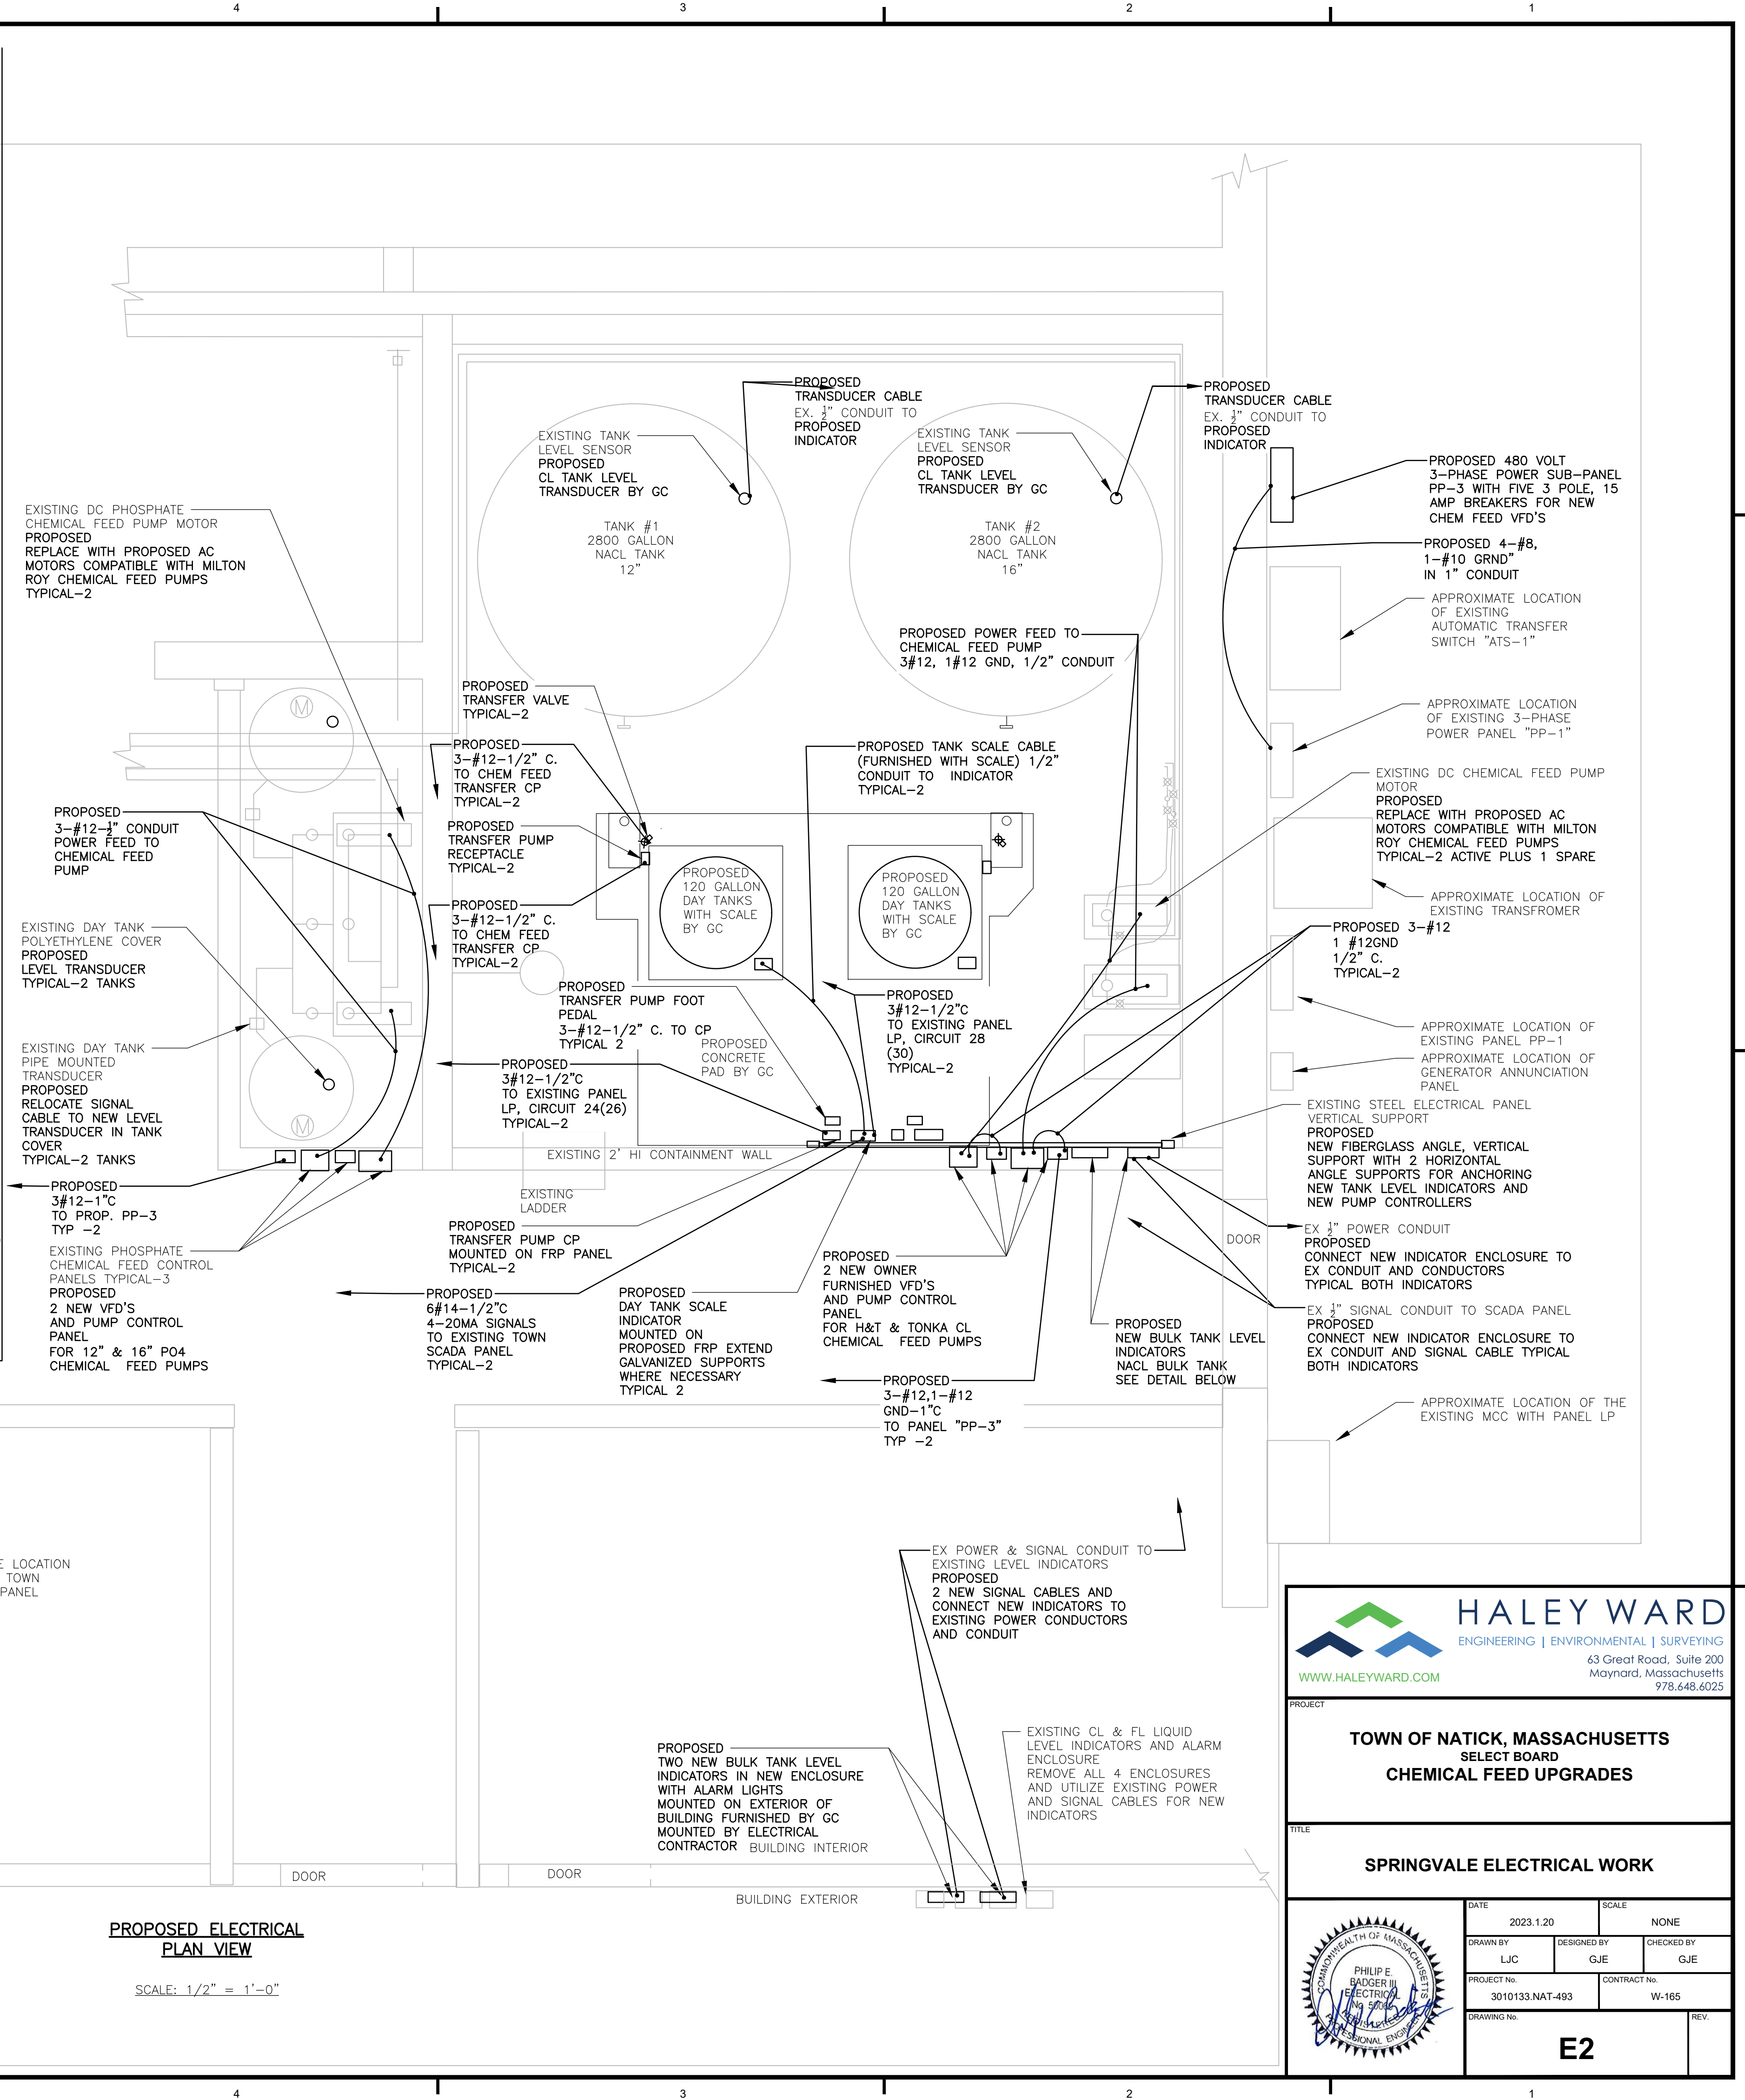 4
3
2
1
PROPOSED
TRANSDUCER CABLE
EX. 1/2" CONDUIT TO
PROPOSED
INDICATOR
PROPOSED
TRANSDUCER CABLE
EX. 1/2" CONDUIT TO
PROPOSED
INDICATOR
EXISTING TANK
LEVEL SENSOR
PROPOSED
CL TANK LEVEL
TRANSDUCER BY GC
EXISTING TANK
LEVEL SENSOR
PROPOSED
CL TANK LEVEL
TRANSDUCER BY GC
TANK #1
2800 GALLON
NACL TANK
12"
TANK #2
2800 GALLON
NACL TANK
16"
PROPOSED 480 VOLT
3-PHASE POWER SUB-PANEL
PP-3 WITH FIVE 3 POLE, 15
AMP BREAKERS FOR NEW
CHEM FEED VFD'S
PROPOSED 4-#8,
1-#10 GRND"
IN 1" CONDUIT
APPROXIMATE LOCATION
OF EXISTING
AUTOMATIC TRANSFER
SWITCH "ATS-1"
APPROXIMATE LOCATION
OF EXISTING 3-PHASE
POWER PANEL "PP-1"
EXISTING DC PHOSPHATE
CHEMICAL FEED PUMP MOTOR
PROPOSED
REPLACE WITH PROPOSED AC
MOTORS COMPATIBLE WITH MILTON
ROY CHEMICAL FEED PUMPS
TYPICAL-2
PROPOSED POWER FEED TO
CHEMICAL FEED PUMP
3#12, 1#12 GND, 1/2" CONDUIT
M
PROPOSED
TRANSFER VALVE
TYPICAL-2
PROPOSED
3-#12-1/2" C.
TO CHEM FEED
TRANSFER CP
TYPICAL-2
PROPOSED TANK SCALE CABLE
(FURNISHED WITH SCALE) 1/2"
CONDUIT TO INDICATOR
TYPICAL-2
EXISTING DC CHEMICAL FEED PUMP
MOTOR
PROPOSED
REPLACE WITH PROPOSED AC
MOTORS COMPATIBLE WITH MILTON
ROY CHEMICAL FEED PUMPS
TYPICAL-2 ACTIVE PLUS 1 SPARE
PROPOSED
3-#12-1/2" CONDUIT
POWER FEED TO
CHEMICAL FEED
PUMP
PROPOSED
TRANSFER PUMP
RECEPTACLE
TYPICAL-2
PROPOSED
120 GALLON
DAY TANKS
WITH SCALE
BY GC
PROPOSED
120 GALLON
DAY TANKS
WITH SCALE
BY GC
APPROXIMATE LOCATION OF
EXISTING TRANSFROMER
PROPOSED
3-#12-1/2" C.
TO CHEM FEED
TRANSFER CP
TYPICAL-2
PROPOSED 3-#12
1 #12GND
1/2" C.
TYPICAL-2
EXISTING DAY TANK
POLYETHYLENE COVER
PROPOSED
LEVEL TRANSDUCER
TYPICAL-2 TANKS
PROPOSED
TRANSFER PUMP FOOT
PEDAL
3-#12-1/2" C. TO CP
TYPICAL 2
PROPOSED
CONCRETE
PAD BY GC
PROPOSED
3#12-1/2"C
TO EXISTING PANEL
LP, CIRCUIT 28
(30)
TYPICAL-2
APPROXIMATE LOCATION OF
EXISTING PANEL PP-1
APPROXIMATE LOCATION OF
GENERATOR ANNUNCIATION
PANEL
EXISTING DAY TANK
PIPE MOUNTED
TRANSDUCER
PROPOSED
RELOCATE SIGNAL
CABLE TO NEW LEVEL
TRANSDUCER IN TANK
COVER
TYPICAL-2 TANKS
M
PROPOSED
3#12-1/2"C
TO EXISTING PANEL
LP, CIRCUIT 24(26)
TYPICAL-2
EXISTING STEEL ELECTRICAL PANEL
VERTICAL SUPPORT
PROPOSED
NEW FIBERGLASS ANGLE, VERTICAL
SUPPORT WITH 2 HORIZONTAL
ANGLE SUPPORTS FOR ANCHORING
NEW TANK LEVEL INDICATORS AND
NEW PUMP CONTROLLERS
EXISTING 2' HI CONTAINMENT WALL
PROPOSED
3#12-1"C
TO PROP. PP-3
TYP -2
EXISTING
LADDER
PROPOSED
TRANSFER PUMP CP
MOUNTED ON FRP PANEL
TYPICAL-2
DOOR
EX 1/2" POWER CONDUIT
PROPOSED
CONNECT NEW INDICATOR ENCLOSURE TO
EX CONDUIT AND CONDUCTORS
TYPICAL BOTH INDICATORS
EXISTING PHOSPHATE
CHEMICAL FEED CONTROL
PANELS TYPICAL-3
PROPOSED
2 NEW VFD'S
AND PUMP CONTROL
PANEL
FOR 12" & 16" PO4
CHEMICAL FEED PUMPS
PROPOSED
6#14-1/2"C
4-20MA SIGNALS
TO EXISTING TOWN
SCADA PANEL
TYPICAL-2
PROPOSED
DAY TANK SCALE
INDICATOR
MOUNTED ON
PROPOSED FRP EXTEND
GALVANIZED SUPPORTS
WHERE NECESSARY
TYPICAL 2
PROPOSED
2 NEW OWNER
FURNISHED VFD'S
AND PUMP CONTROL
PANEL
FOR H&T & TONKA CL
CHEMICAL FEED PUMPS
PROPOSED
NEW BULK TANK LEVEL
INDICATORS
NACL BULK TANK
SEE DETAIL BELOW
EX 1/2" SIGNAL CONDUIT TO SCADA PANEL
PROPOSED
CONNECT NEW INDICATOR ENCLOSURE TO
EX CONDUIT AND SIGNAL CABLE TYPICAL
BOTH INDICATORS
PROPOSED
3-#12,1-#12
GND-1"C
TO PANEL "PP-3"
TYP -2
APPROXIMATE LOCATION OF THE
EXISTING MCC WITH PANEL LP
LOCATION
TOWN
PANEL
EX POWER & SIGNAL CONDUIT TO
EXISTING LEVEL INDICATORS
PROPOSED
2 NEW SIGNAL CABLES AND
CONNECT NEW INDICATORS TO
EXISTING POWER CONDUCTORS
AND CONDUIT
PROPOSED
TWO NEW BULK TANK LEVEL
INDICATORS IN NEW ENCLOSURE
WITH ALARM LIGHTS
MOUNTED ON EXTERIOR OF
BUILDING FURNISHED BY GC
MOUNTED BY ELECTRICAL
CONTRACTOR BUILDING INTERIOR
EXISTING CL & FL LIQUID
LEVEL INDICATORS AND ALARM
ENCLOSURE
REMOVE ALL 4 ENCLOSURES
AND UTILIZE EXISTING POWER
AND SIGNAL CABLES FOR NEW
INDICATORS
DOOR
DOOR
BUILDING EXTERIOR
PROPOSED ELECTRICAL
PLAN VIEW
SCALE: 1/2" = 1'-0"
HALEY WARD
ENGINEERING | ENVIRONMENTAL | SURVEYING
63 Great Road, Suite 200
Maynard, Massachusetts
978.648.6025
WWW.HALEYWARD.COM
PROJECT
TOWN OF NATICK, MASSACHUSETTS
SELECT BOARD
CHEMICAL FEED UPGRADES
TITLE
SPRINGVALE ELECTRICAL WORK
COMMONWEALTH OF MASSACHUSETTS
PHILIP E.
BADGER III
ELECTRICAL
No.
REGISTERED
PROFESSIONAL ENGINEER
DATE
2023.1.20
SCALE
NONE
DRAWN BY
LJC
DESIGNED BY
GJE
CHECKED BY
GJE
PROJECT No.
3010133.NAT-493
CONTRACT No.
W-165
DRAWING No.
E2
REV.
4
3
2
1